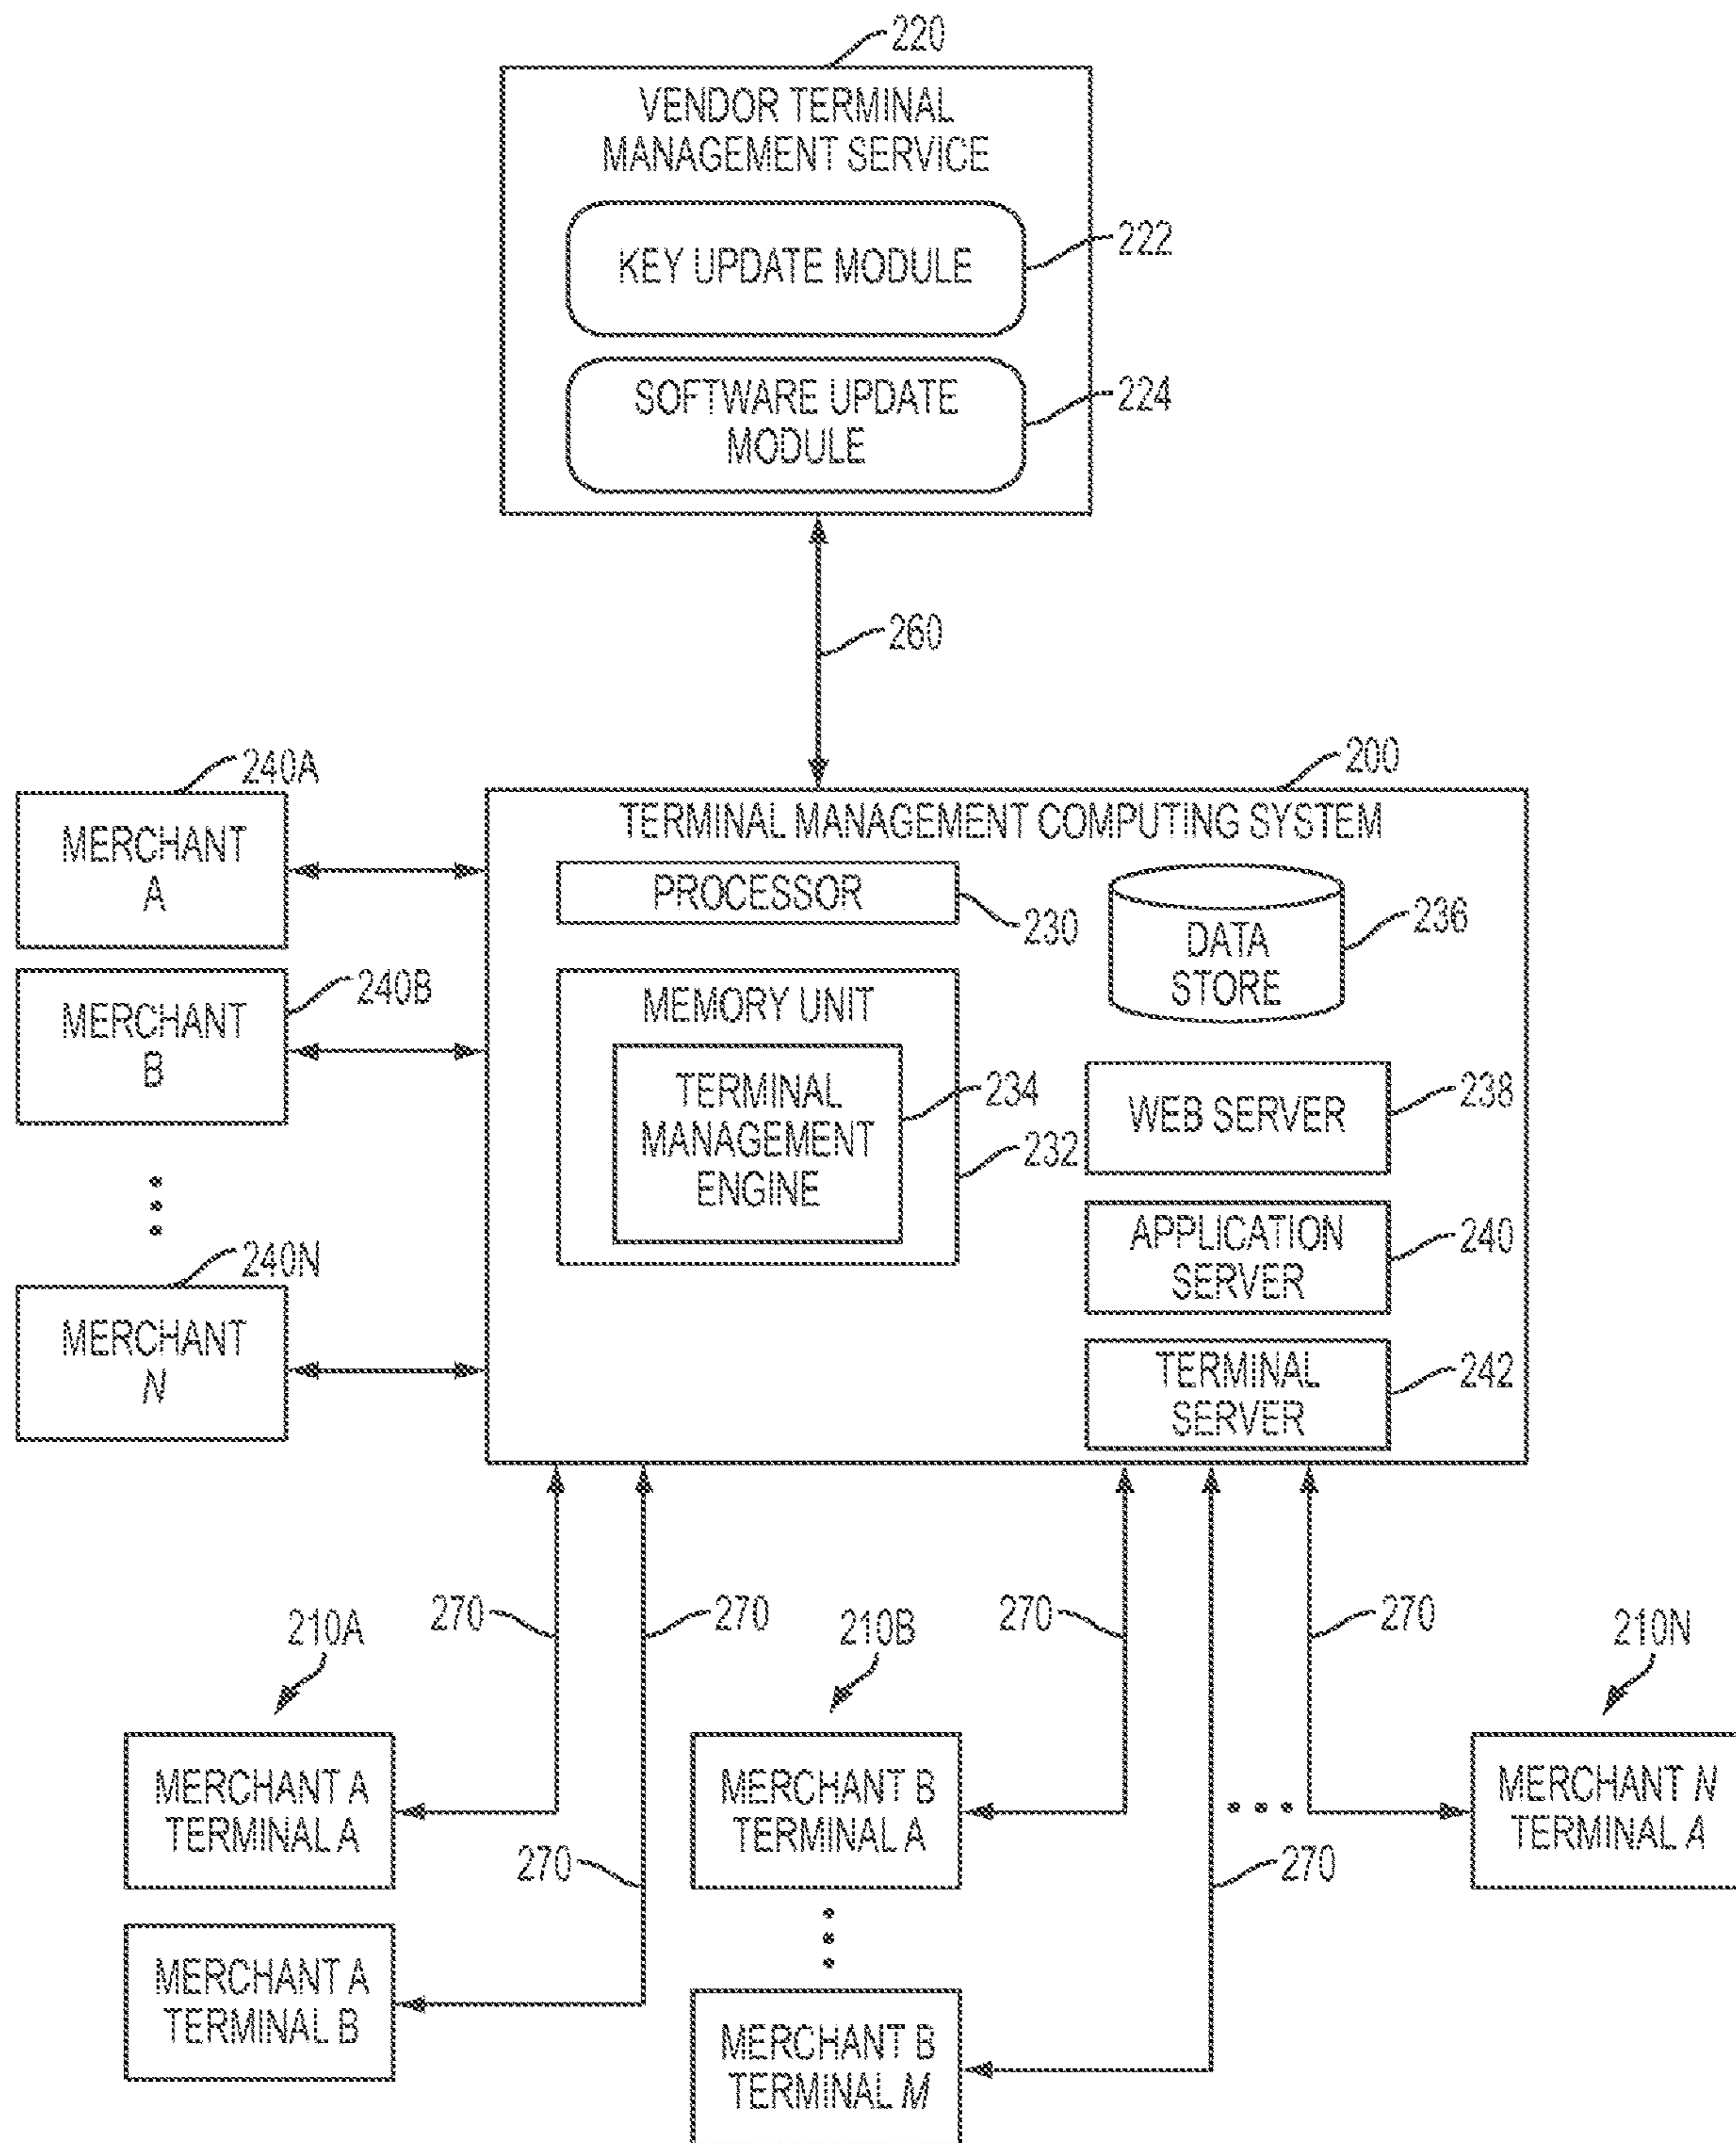 220
VENDOR TERMINAL
MANAGEMENT SERVICE
KEY UPDATE MODULE
222
SOFTWARE UPDATE
MODULE
224
260
200
TERMINAL MANAGEMENT COMPUTING SYSTEM
240A
MERCHANT
A
240B
MERCHANT
B
240N
MERCHANT
N
PROCESSOR
230
DATA
STORE
236
MEMORY UNIT
TERMINAL
MANAGEMENT
ENGINE
234
232
WEB SERVER
238
APPLICATION
SERVER
240
TERMINAL
SERVER
242
210A
270
270
210B
270
270
210N
MERCHANT A
TERMINAL A
270
MERCHANT B
TERMINAL A
270
MERCHANT N
TERMINAL A
MERCHANT A
TERMINAL B
MERCHANT B
TERMINAL M